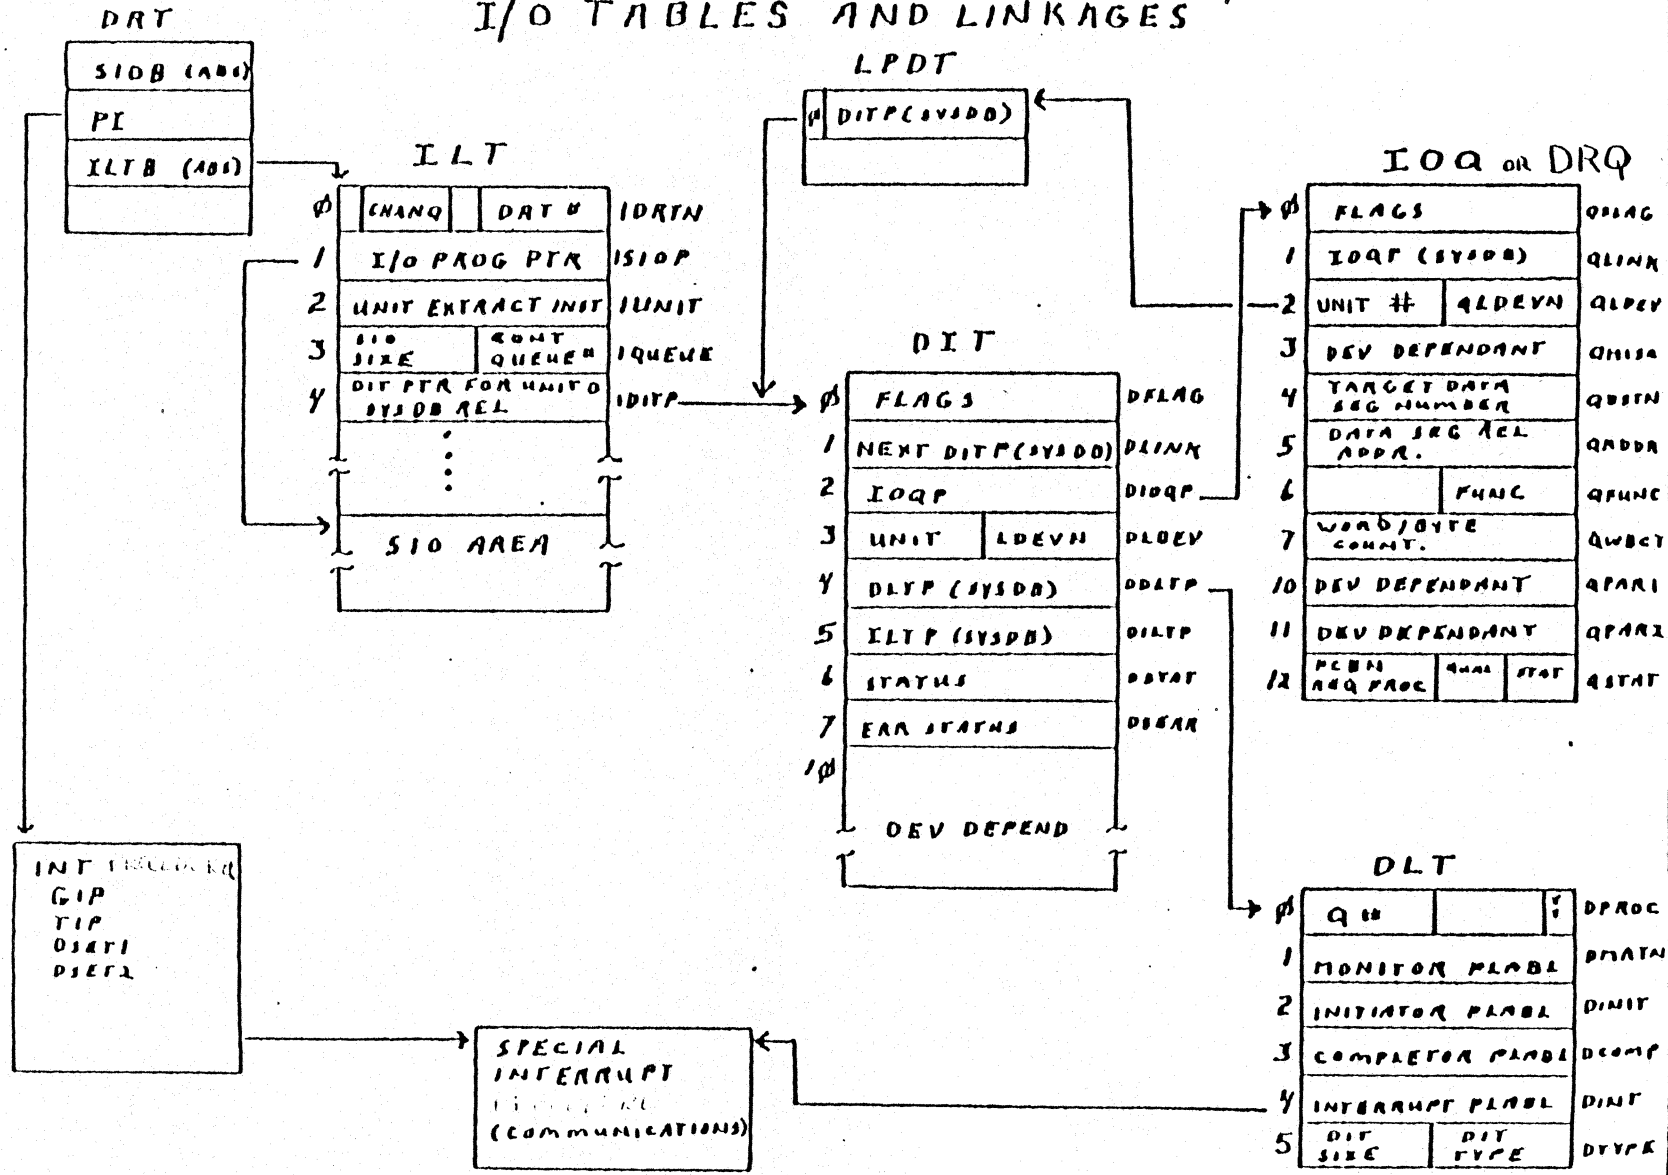 I/O TABLES AND LINKAGES
DRT
SIOB (ABS)
PI
ILTB (ABS)
ILT
Ø CHANQ DRT # IDRTN
1 I/O PROG PTR ISIOP
2 UNIT EXTRACT INST IUNIT
3 SIO SIZE CONT QUEUE# IQUEUE
4 DIT PTR FOR UNIT 0 IDITP
SYSDB REL
SIO AREA
LPDT
Ø DITP(SYSDB)
DIT
Ø FLAGS DFLAG
1 NEXT DITP(SYSDB) DLINK
2 IOQP DIOQP
3 UNIT LDEVN DLDEV
4 DLTP (SYSDB) DDLTP
5 ILTP (SYSDB) DILTP
6 STATUS DSTAT
7 ERR STATUS DSERR
1Ø
DEV DEPEND
IOQ OR DRQ
Ø FLAGS QFLAG
1 IOQP (SYSDB) QLINK
2 UNIT # QLDEVN QLDEV
3 DEV DEPENDANT QMISC
4 TARGET DATA QDSTN
SEG NUMBER
5 DATA SEG REL QADDR
ADDR.
6 FUNC QFUNC
7 WORD/BYTE QWBCT
COUNT.
10 DEV DEPENDANT QPAR1
11 DEV DEPENDANT QPAR2
12 PCBN QUAL STAT QSTAT
REQ PROC
DLT
Ø Q # DPROC
1 MONITOR PLABL DMATN
2 INITIATOR PLABL DINIT
3 COMPLETOR PLABL DCOMP
4 INTERRUPT PLABL DINT
5 DIT SIZE DIT TYPE DTYPE
INT
GIP
TIP
DSET1
DSET2
SPECIAL
INTERRUPT
(COMMUNICATIONS)